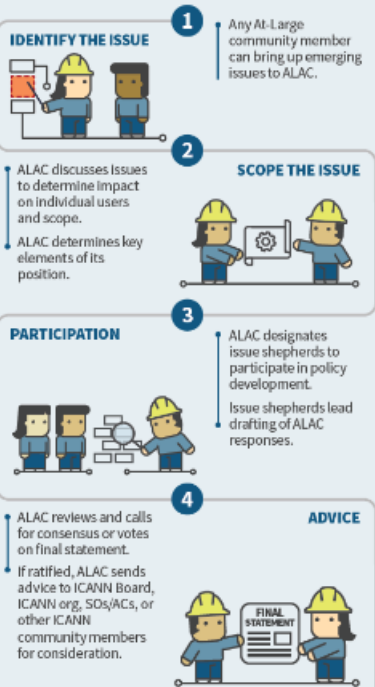 1
IDENTIFY THE ISSUE
Any At-Large
community member
can bring up emerging
issues to ALAC.
2
SCOPE THE ISSUE
ALAC discusses issues
to determine impact
on individual users
and scope.
ALAC determines key
elements of its
position.
3
PARTICIPATION
ALAC designates
issue shepherds to
participate in policy
development.
Issue shepherds lead
drafting of ALAC
responses.
4
ADVICE
ALAC reviews and calls
for consensus or votes
on final statement.
If ratified, ALAC sends
advice to ICANN Board,
ICANN org, SOs/ACs, or
other ICANN
community members
for consideration.
FINAL
STATEMENT